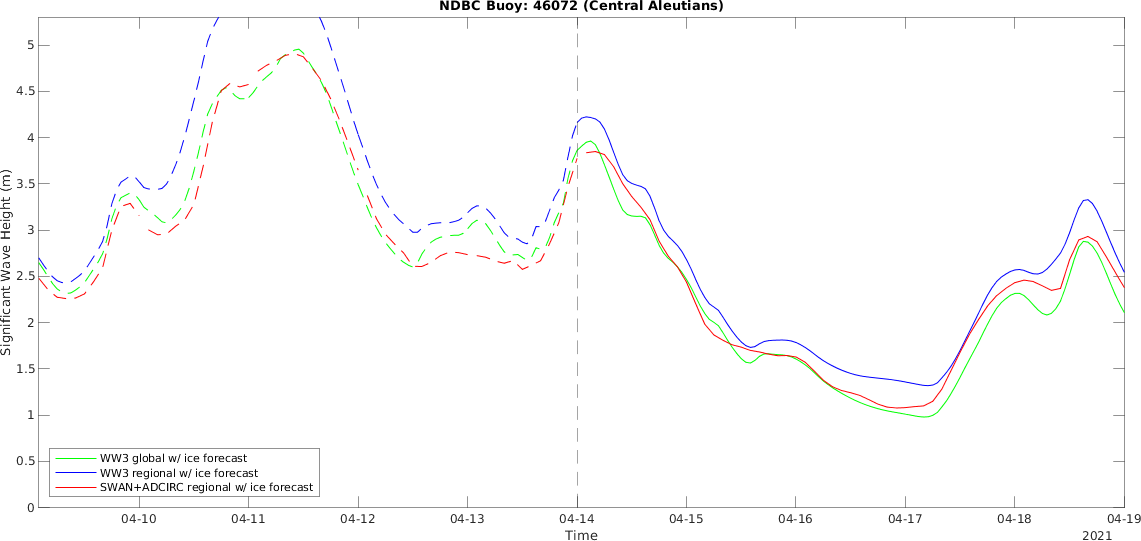 NDBC Buoy: 46072 (Central Aleutians)
5
4.5
4
3.5
3
2.5
2
1.5
1
0.5
0
Significant Wave Height (m)
WW3 global w/ ice forecast
WW3 regional w/ ice forecast
SWAN+ADCIRC regional w/ ice forecast
04-10 04-11 04-12 04-13 04-14 04-15 04-16 04-17 04-18 04-19
Time
2021